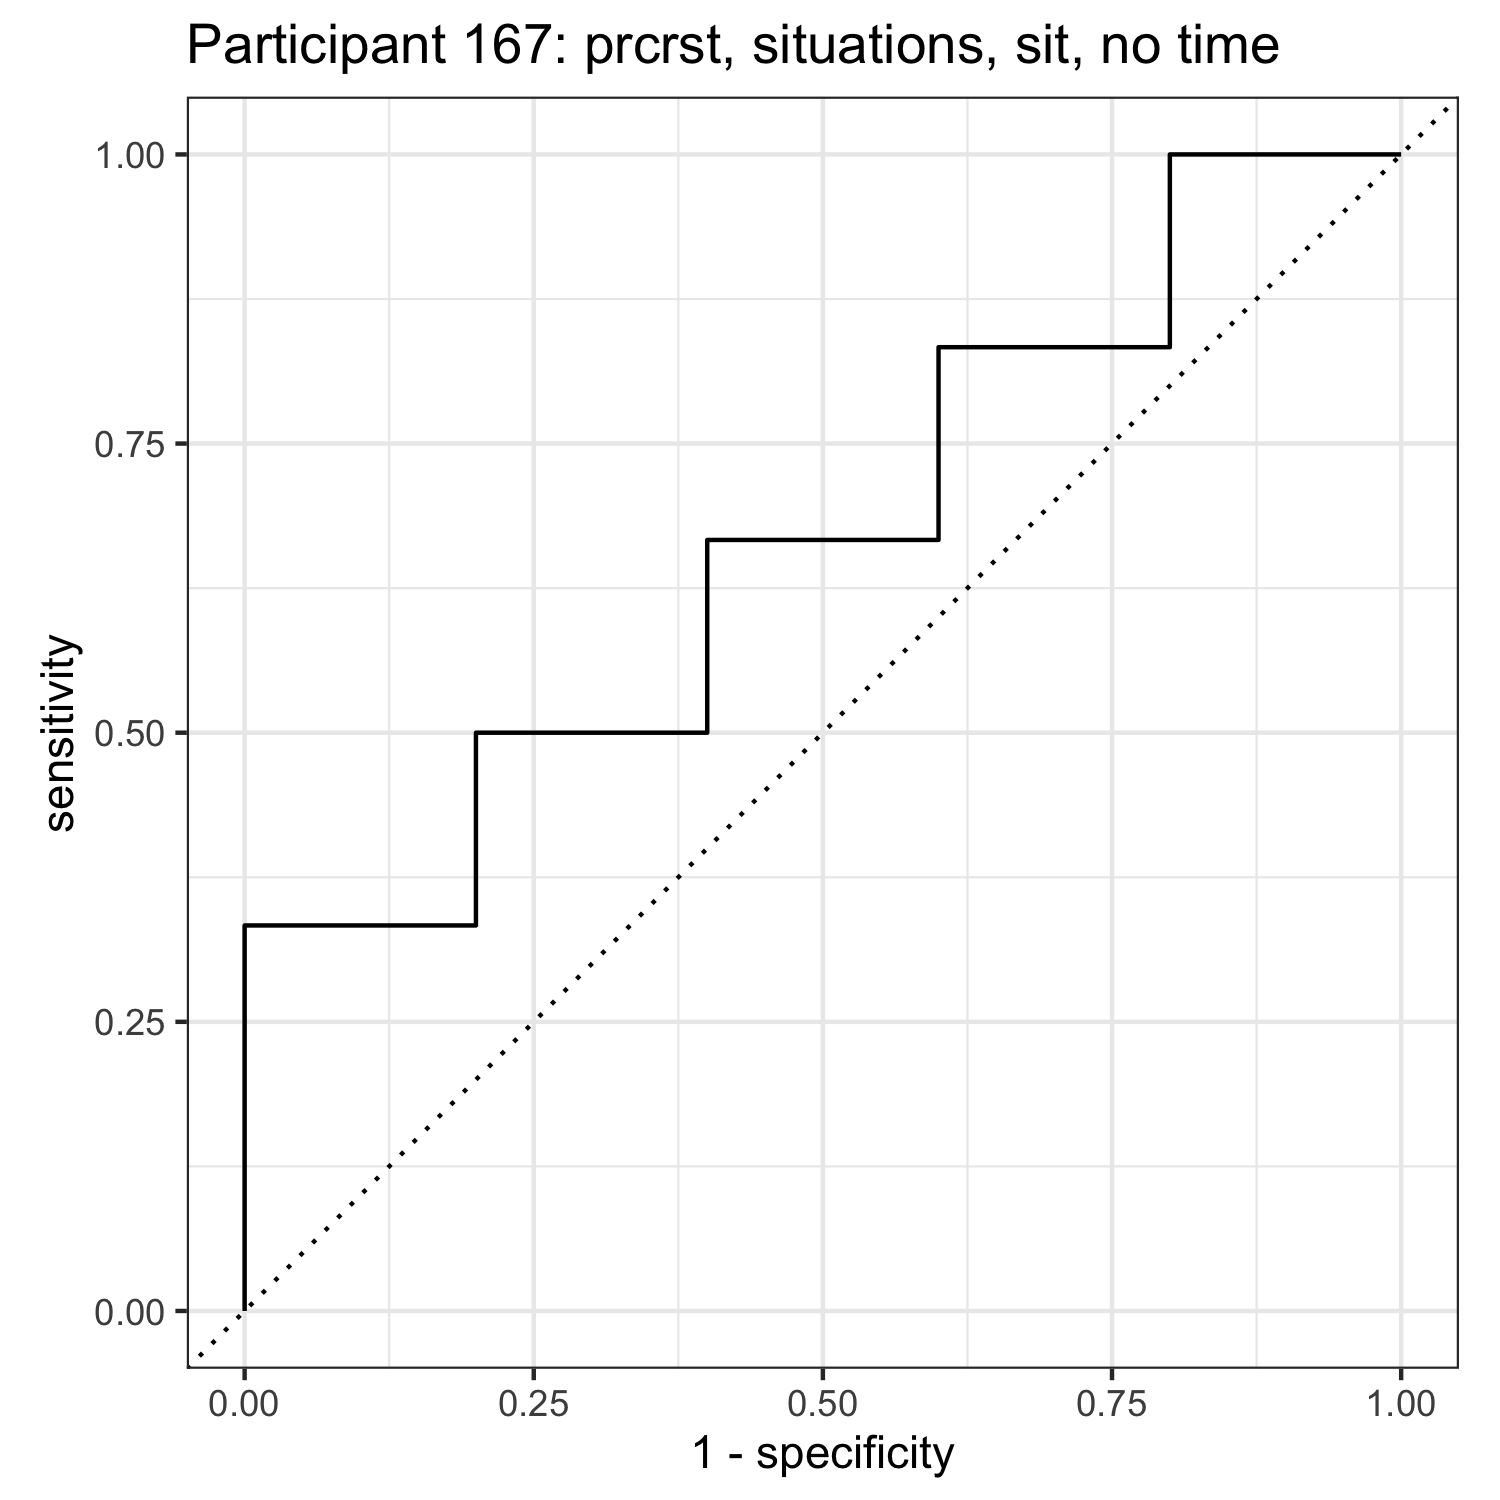 Participant 167: prcrst, situations, sit, no time
1.00
0.75
0.50
0.25
0.00
sensitivity
0.00 0.25 0.50 0.75 1.00
1 - specificity